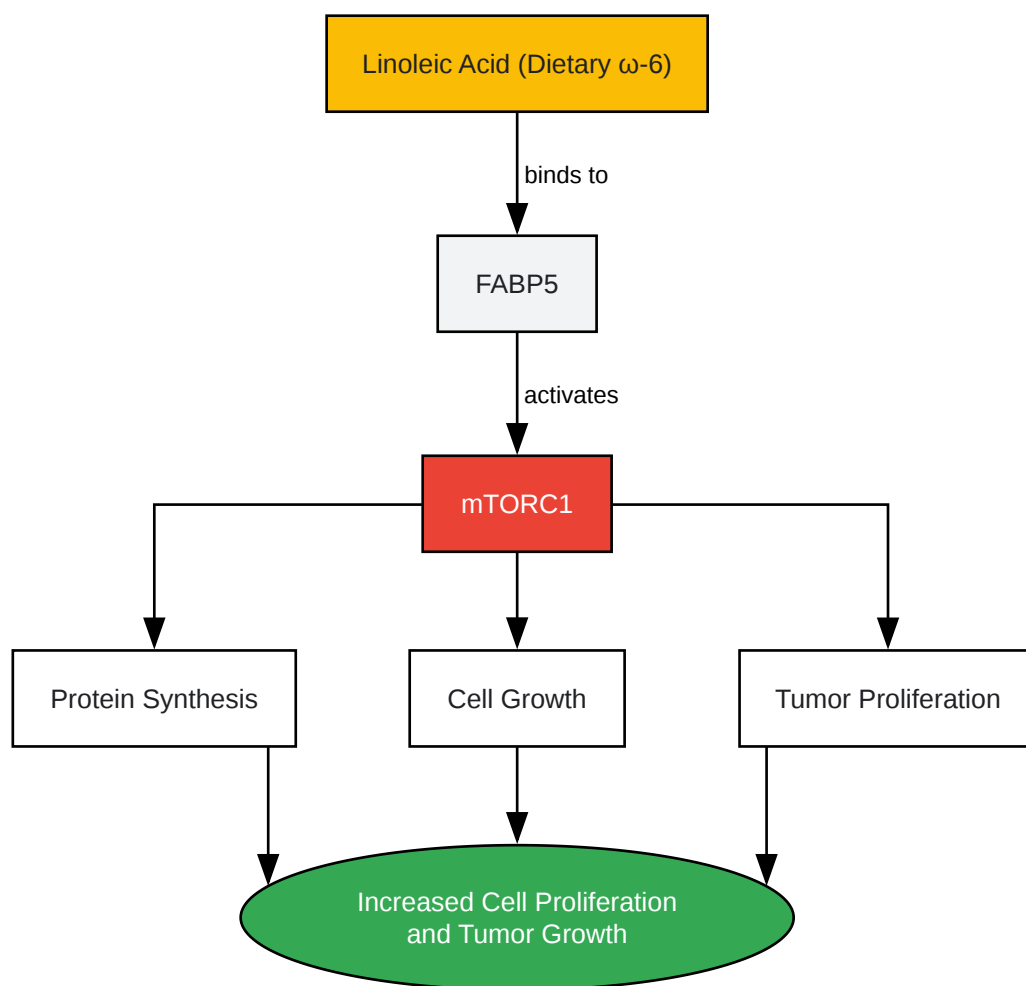 Linoleic Acid (Dietary ω-6)
binds to
FABP5
activates
mTORC1
Protein Synthesis
Cell Growth
Tumor Proliferation
Increased Cell Proliferation
and Tumor Growth